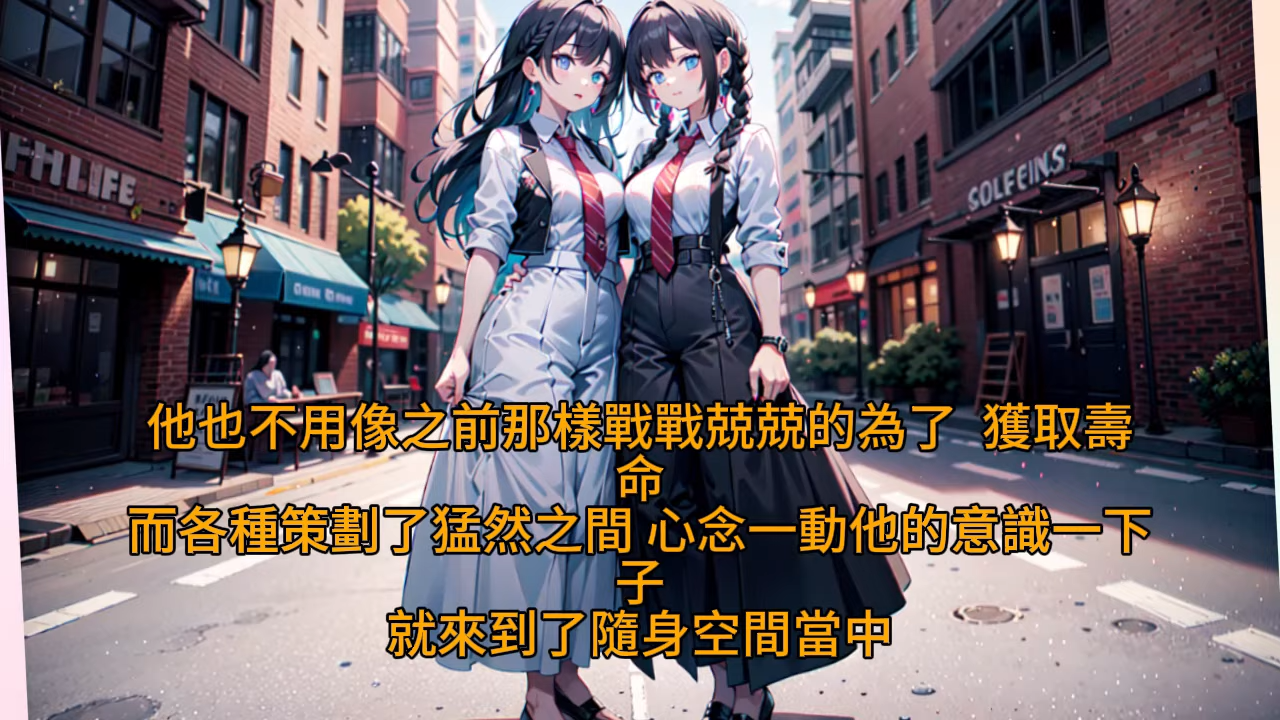 FHLIFE
SOLFEINS
他也不用像之前那樣戰戰兢兢的為了 獲取壽
命
而各種策劃了猛然之間 心念一動他的意識一下
子
就來到了隨身空間當中